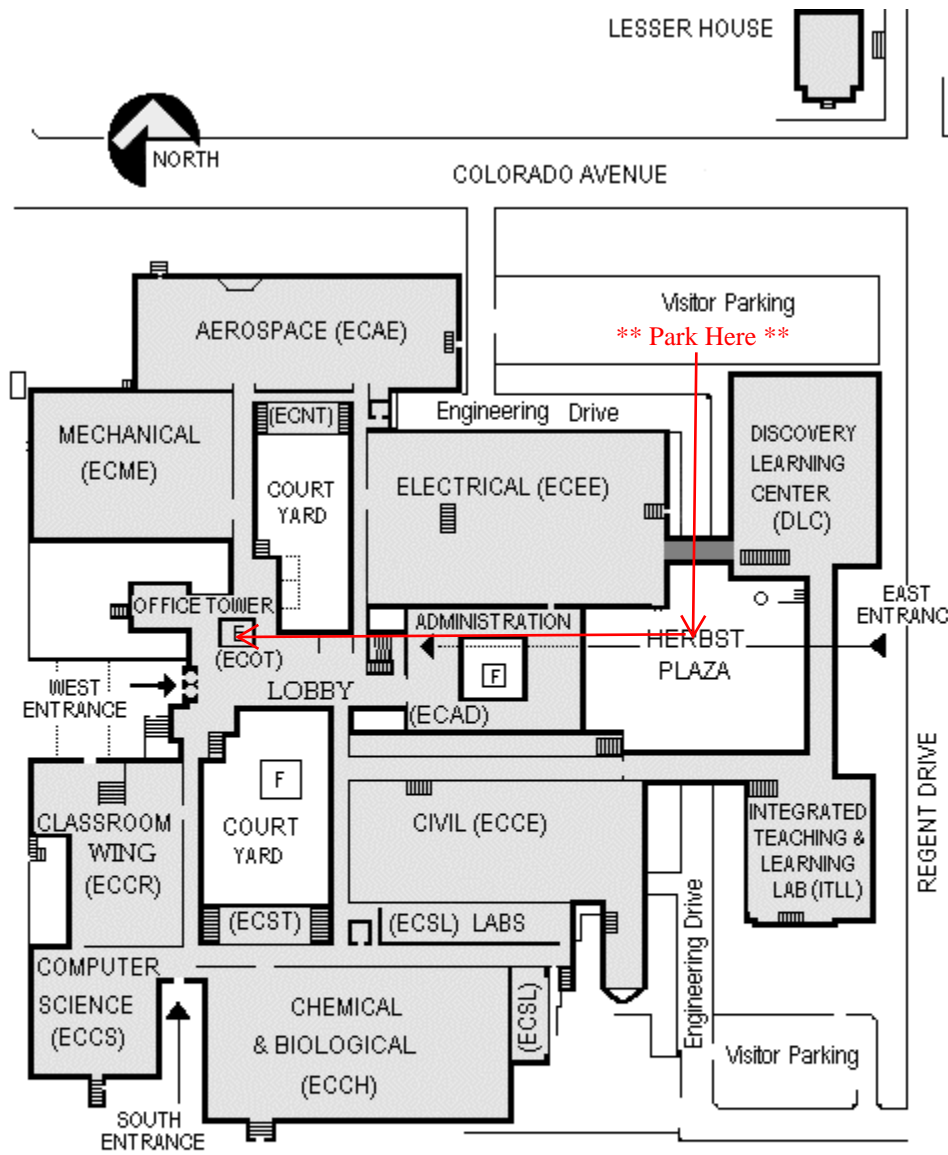 LESSER HOUSE
NORTH
COLORADO AVENUE
Visitor Parking
** Park Here **
AEROSPACE (ECAE)
(ECNT)
Engineering Drive
MECHANICAL
(ECME)
DISCOVERY
LEARNING
CENTER
(DLC)
ELECTRICAL (ECEE)
COURT
YARD
EAST
ENTRANC
OFFICE TOWER
E
(ECOT)
ADMINISTRATION
HERBST
PLAZA
F
(ECAD)
WEST
ENTRANCE
LOBBY
REGENT DRIVE
F
COURT
YARD
CLASSROOM
WING
(ECCR)
CIVIL (ECCE)
INTEGRATED
TEACHING &
LEARNING
LAB (ITLL)
(ECST)
(ECSL) LABS
Engineering Drive
COMPUTER
SCIENCE
(ECCS)
CHEMICAL
& BIOLOGICAL
(ECCH)
(ECSL)
Visitor Parking
SOUTH
ENTRANCE